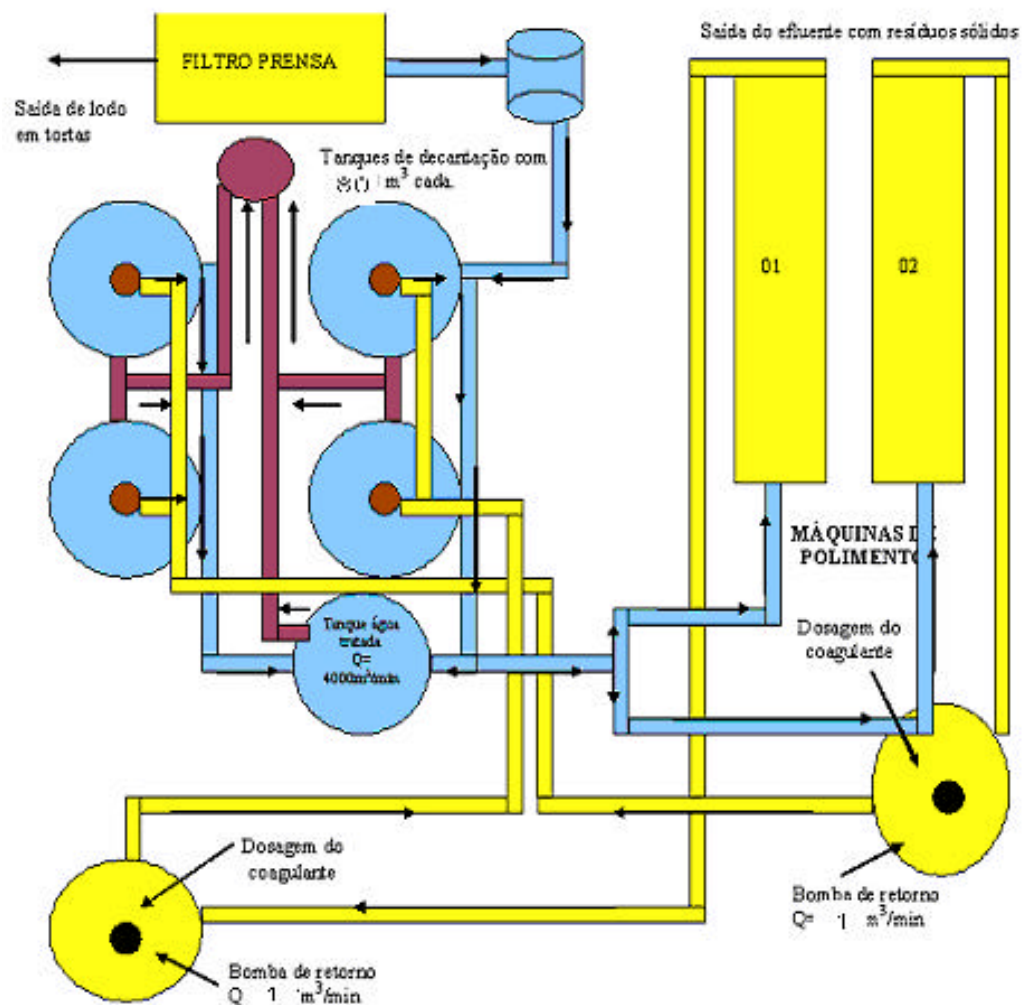 FILTRO PRENSA
Saída do efluente com resíduos sólidos
Saída de lodo
em tortas
Tanques de decantação com
80 m³ cada.
01
02
MÁQUINAS DE
POLIMENTO
Tanque água
tratada
Q=
4000m³/min
Dosagem do
coagulante
Dosagem do
coagulante
Bomba de retorno
Q= 1 m³/min
Bomba de retorno
Q 1 m³/min